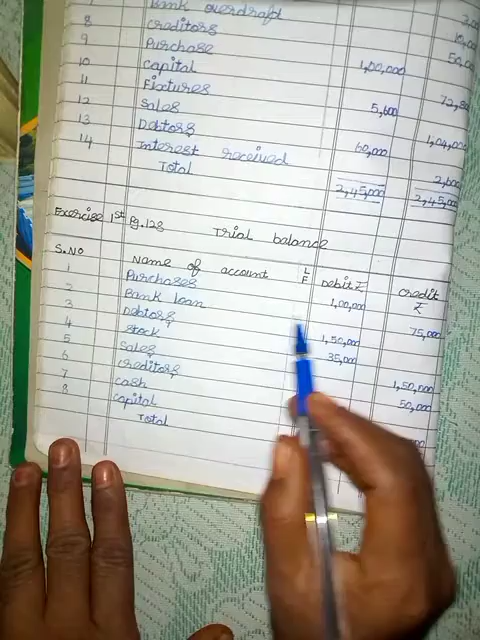 Bank overdraft
8 Creditors
9 Purchase 1,00,000
10 Capital
11 Fixtures 5,600
12 Sales
13 Debtors 60,000
14 Interest received
Total 2,45,000 2,45,000
Exercise 1st Pg.128 Trial balance
S.No Name of account L F Debit ₹ Credit ₹
1 Purchases 1,00,000
2 Bank loan 75,000
3 Debtors 1,50,000
4 Stock 35,000
5 Sales 1,50,000
6 Creditors 50,000
7 Cash
8 Capital
Total